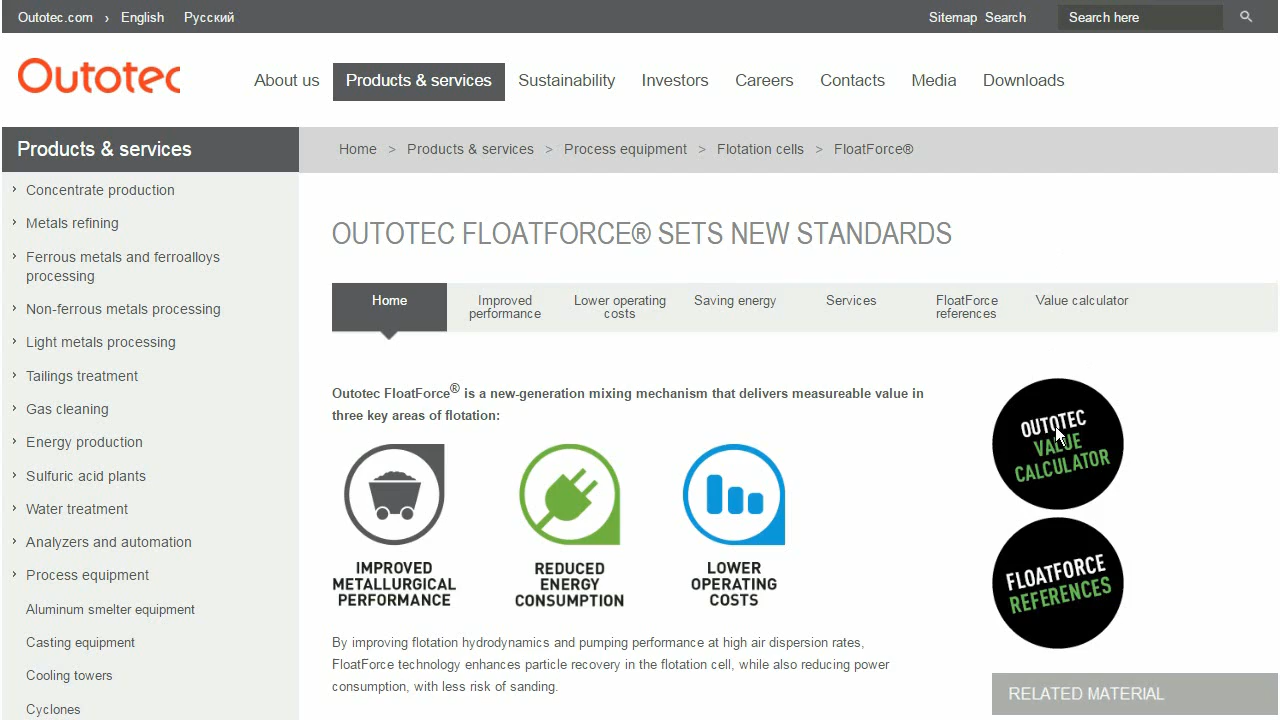 Outotec.com › English Русский
Sitemap Search
Search here
Outotec
About us
Products & services
Sustainability
Investors
Careers
Contacts
Media
Downloads
Products & services
Home > Products & services > Process equipment > Flotation cells > FloatForce®
Concentrate production
Metals refining
Ferrous metals and ferroalloys
processing
Non-ferrous metals processing
Light metals processing
Tailings treatment
Gas cleaning
Energy production
Sulfuric acid plants
Water treatment
Analyzers and automation
Process equipment
Aluminum smelter equipment
Casting equipment
Cooling towers
Cyclones
OUTOTEC FLOATFORCE® SETS NEW STANDARDS
Home
Improved
performance
Lower operating
costs
Saving energy
Services
FloatForce
references
Value calculator
Outotec FloatForce® is a new-generation mixing mechanism that delivers measureable value in
three key areas of flotation:
IMPROVED
METALLURGICAL
PERFORMANCE
REDUCED
ENERGY
CONSUMPTION
LOWER
OPERATING
COSTS
By improving flotation hydrodynamics and pumping performance at high air dispersion rates,
FloatForce technology enhances particle recovery in the flotation cell, while also reducing power
consumption, with less risk of sanding.
OUTOTEC
VALUE
CALCULATOR
FLOATFORCE
REFERENCES
RELATED MATERIAL